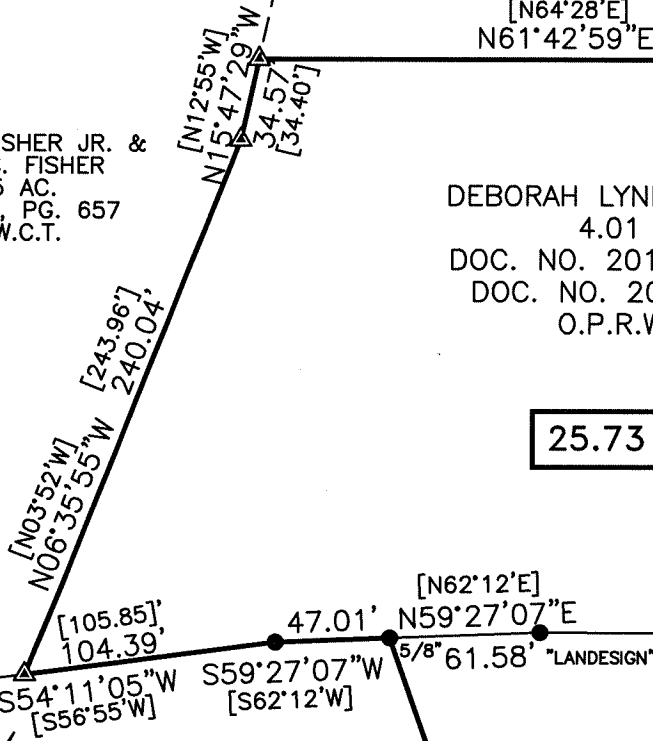 [N64°28'E]
N61°42'59"E
[N12°55'W]
N15°47'29"W
34.57'
[34.40']
SHER JR. &
FISHER
AC.
, PG. 657
W.C.T.
DEBORAH
4.01
DOC. NO. 201
DOC. NO. 20
O.P.R.W
[243.96']
240.04'
25.73
[N03°52'W]
N06°35'55"W
[N62°12'E]
[105.85]'
104.39'
47.01'
N59°27'07"E
5/8" 61.58' "LANDESIGN"
S54°11'05"W
[S56°55'W]
S59°27'07"W
[S62°12'W]